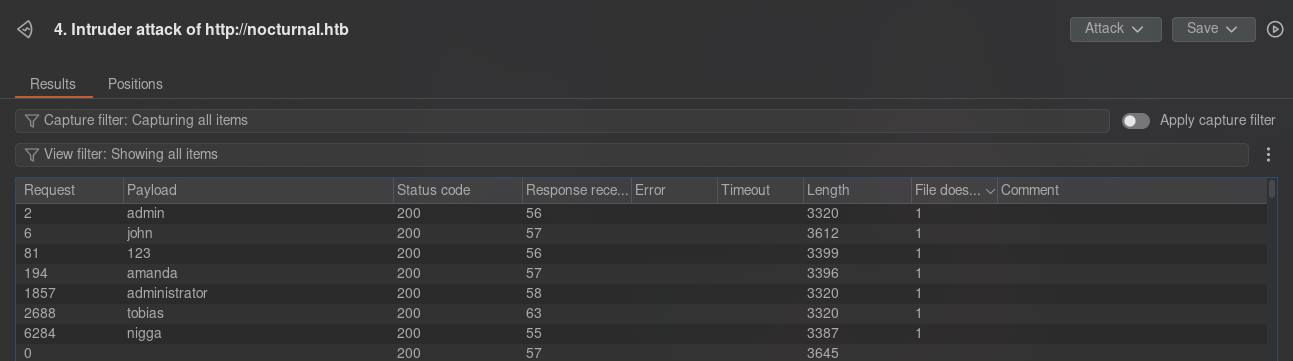 4. Intruder attack of http://nocturnal.htb
Attack Save
Results Positions
Capture filter: Capturing all items Apply capture filter
View filter: Showing all items
Request Payload Status code Response rece... Error Timeout Length File does... Comment
2 admin 200 56 3320 1
6 john 200 57 3612 1
81 123 200 56 3399 1
194 amanda 200 57 3396 1
1857 administrator 200 58 3320 1
2688 tobias 200 63 3320 1
6284 nigga 200 55 3387 1
0 200 57 3645